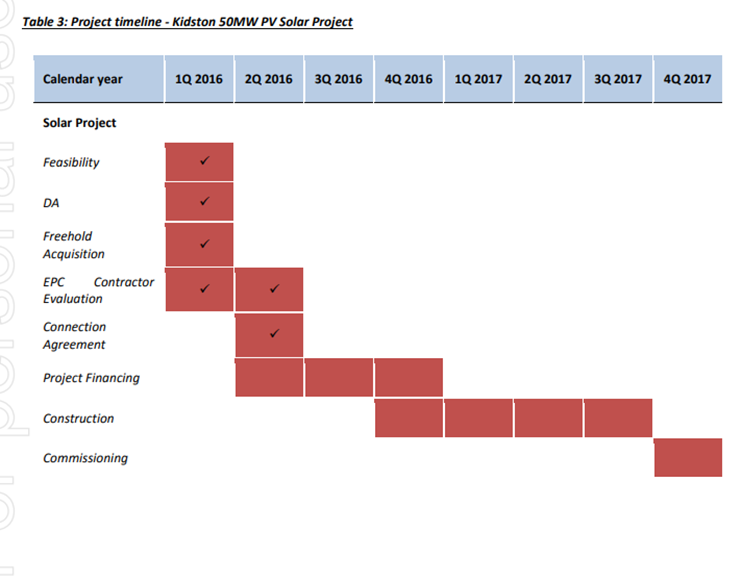 Table 3: Project timeline - Kidston 50MW PV Solar Project
Calendar year 1Q 2016 2Q 2016 3Q 2016 4Q 2016 1Q 2017 2Q 2017 3Q 2017 4Q 2017
Solar Project
Feasibility ✓
DA ✓
Freehold
Acquisition ✓
EPC Contractor
Evaluation ✓ ✓
Connection
Agreement ✓
Project Financing
Construction
Commissioning